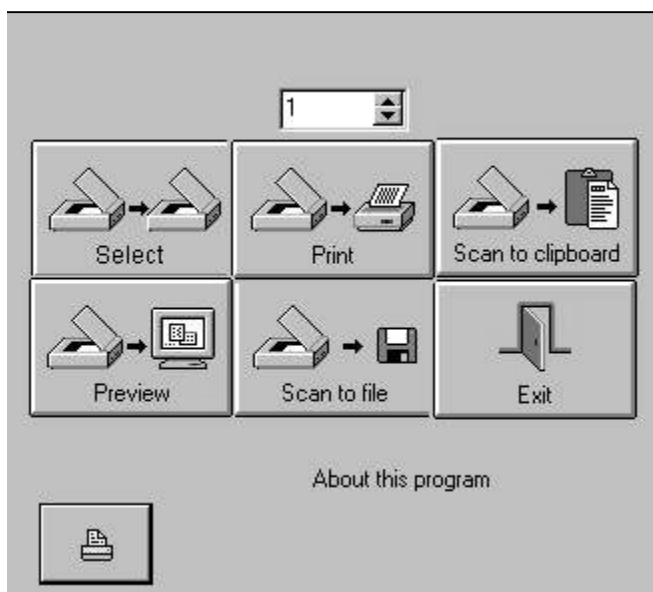 1
Select
Print
Scan to clipboard
Preview
Scan to file
Exit
About this program